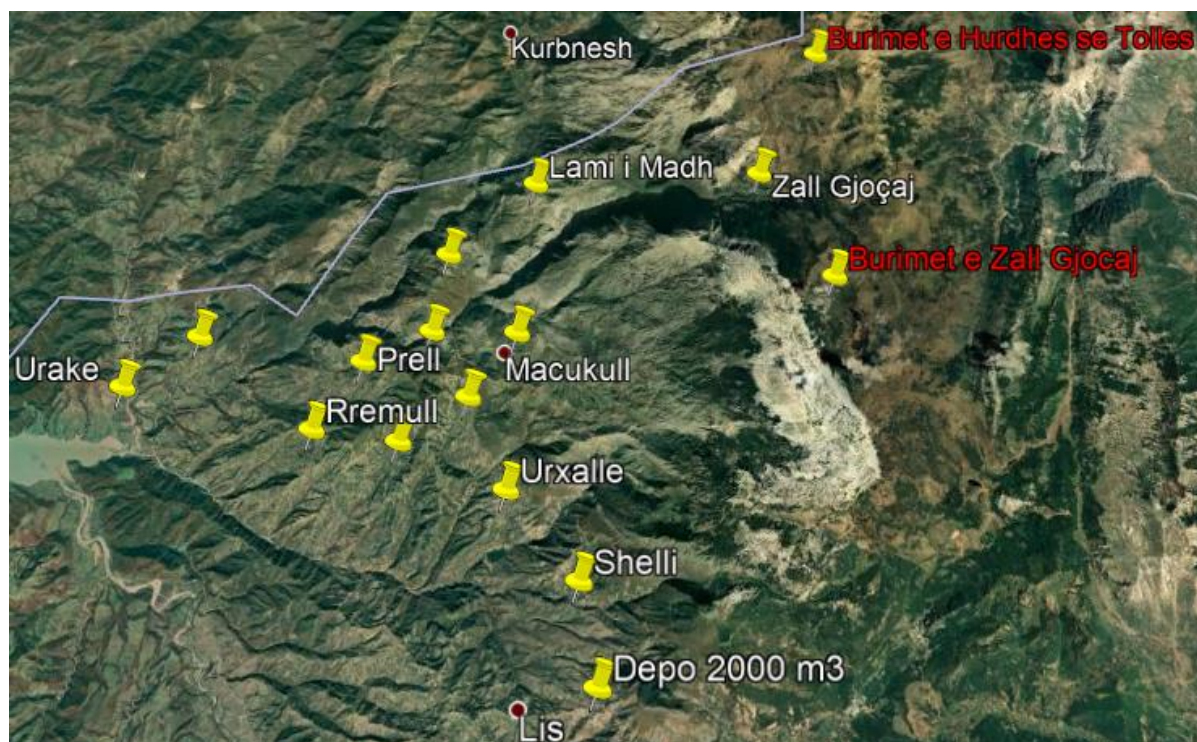 Burimet e Hurdhes se Tolles
Kurbnesh
Lami i Madh
Zall Gjoçaj
Burimet e Zall Gjocaj
Prell
Macukull
Urake
Rremull
Urxalle
Shelli
Depo 2000 m3
Lis